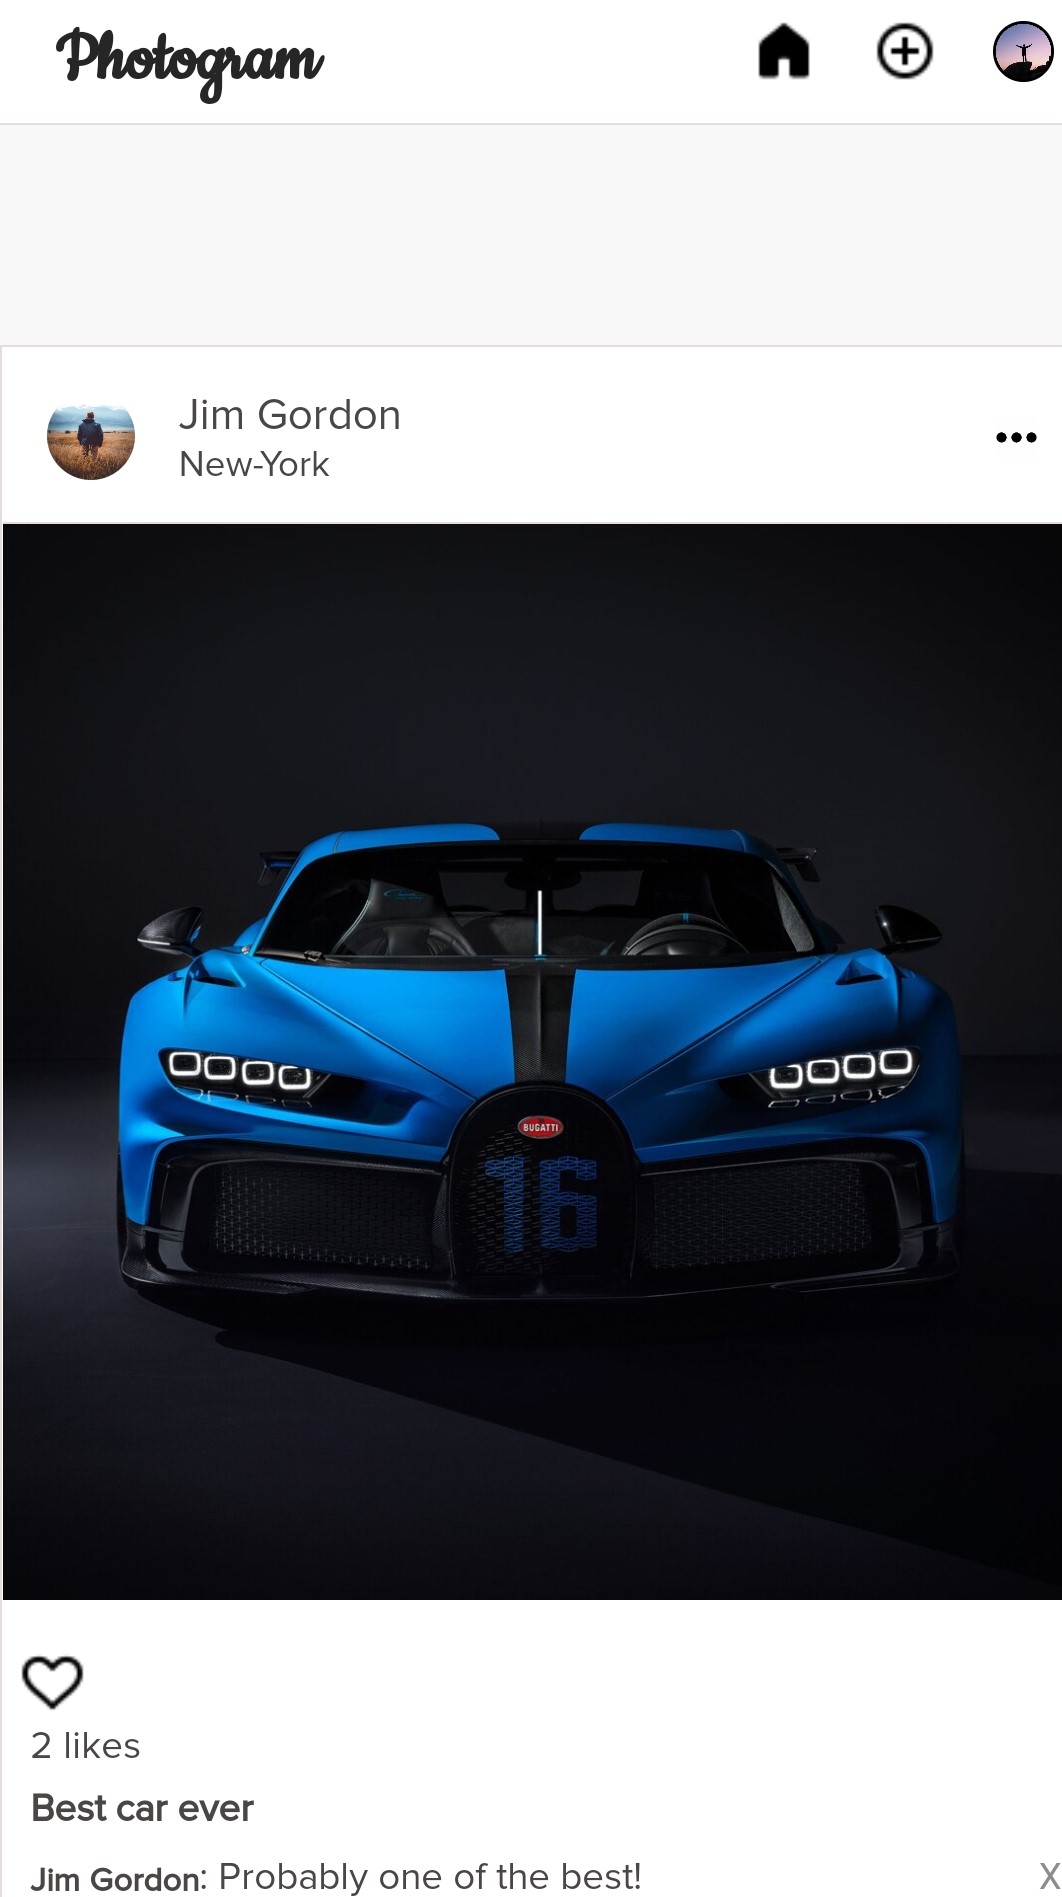 Photogram
Jim Gordon
New-York
BUGATTI
16
2 likes
Best car ever
Jim Gordon: Probably one of the best!
X